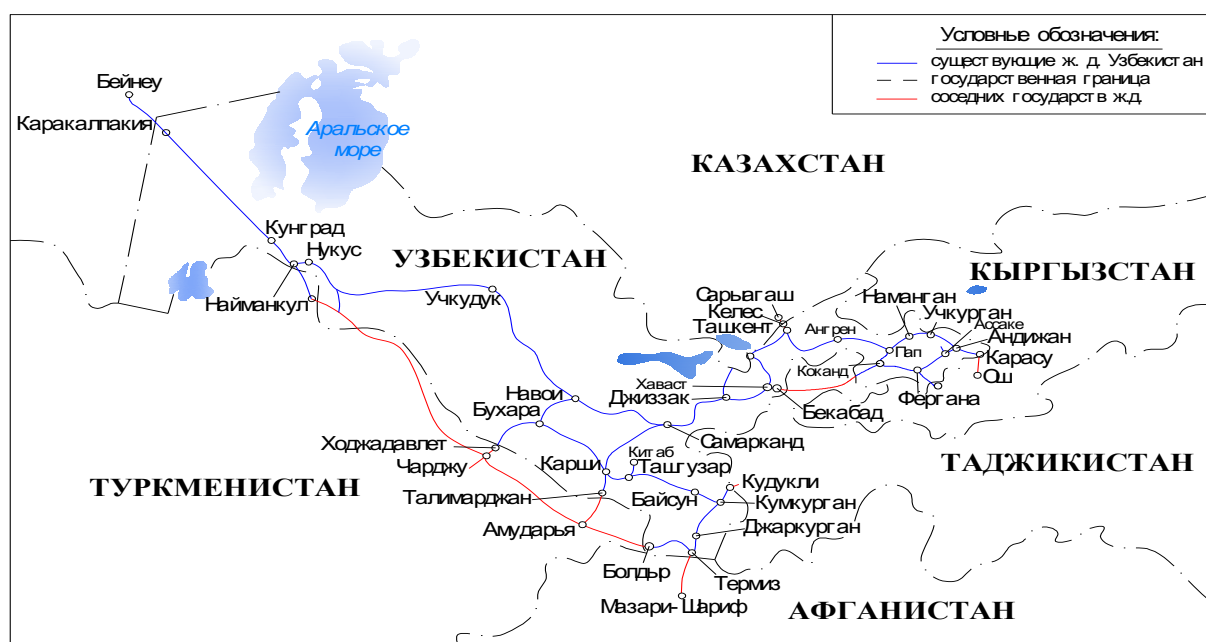 Условные обозначения:
существующие ж. д. Узбекистан
государственная граница
соседних государств ж.д.
Бейнеу
Каракалпакия
Аральское
море
КАЗАХСТАН
Кунград
Нукус
УЗБЕКИСТАН
КЫРГЫЗСТАН
Найманкул
Учкудук
Сарыагаш
Келес
Ташкент
Наманган
Учкурган
Ангрен
Ассаке
Андижан
Пап
Карасу
Коканд
Ош
Хаваст
Джиззак
Фергана
Бекабад
Навои
Бухара
Самарканд
Ходжадавлет
Чарджу
Карши
Китаб
Ташгузар
ТАДЖИКИСТАН
ТУРКМЕНИСТАН
Талимарджан
Байсун
Кудукли
Кумкурган
Амударья
Джаркурган
Болдыр
Термиз
Мазари-Шариф
АФГАНИСТАН